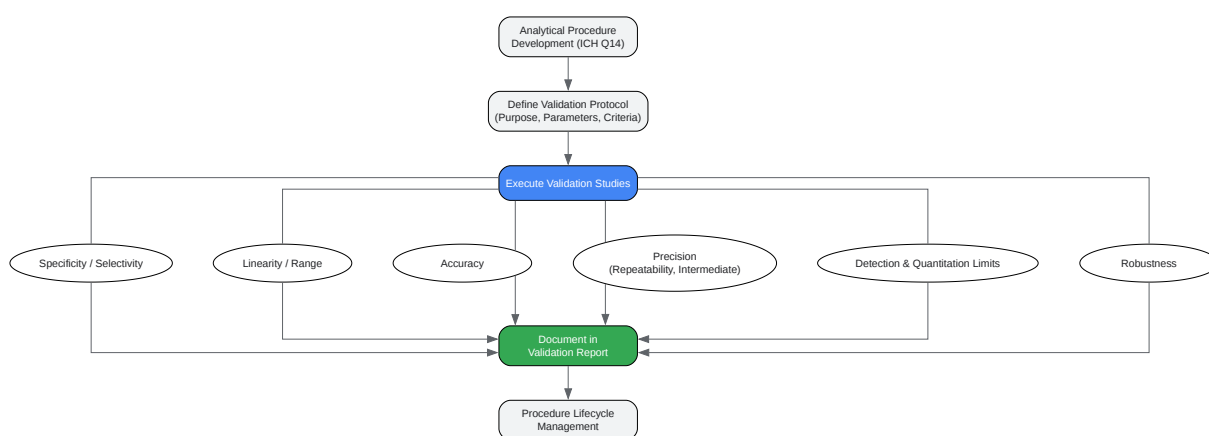 Analytical Procedure
Development (ICH Q14)
Define Validation Protocol
(Purpose, Parameters, Criteria)
Execute Validation Studies
Specificity / Selectivity
Linearity / Range
Accuracy
Precision
(Repeatability, Intermediate)
Detection & Quantitation Limits
Robustness
Document in
Validation Report
Procedure Lifecycle
Management